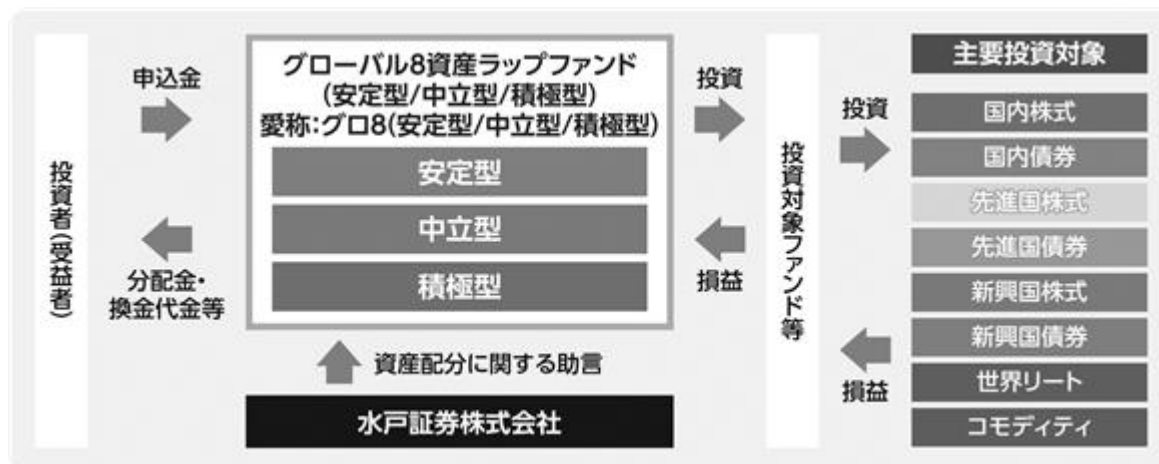 投資者(受益者)
申込金
分配金・
換金代金等
グローバル8資産ラップファンド
(安定型/中立型/積極型)
愛称:グロ8(安定型/中立型/積極型)
安定型
中立型
積極型
資産配分に関する助言
水戸証券株式会社
投資
損益
投資対象ファンド等
投資
損益
主要投資対象
国内株式
国内債券
先進国株式
先進国債券
新興国株式
新興国債券
世界リート
コモディティ